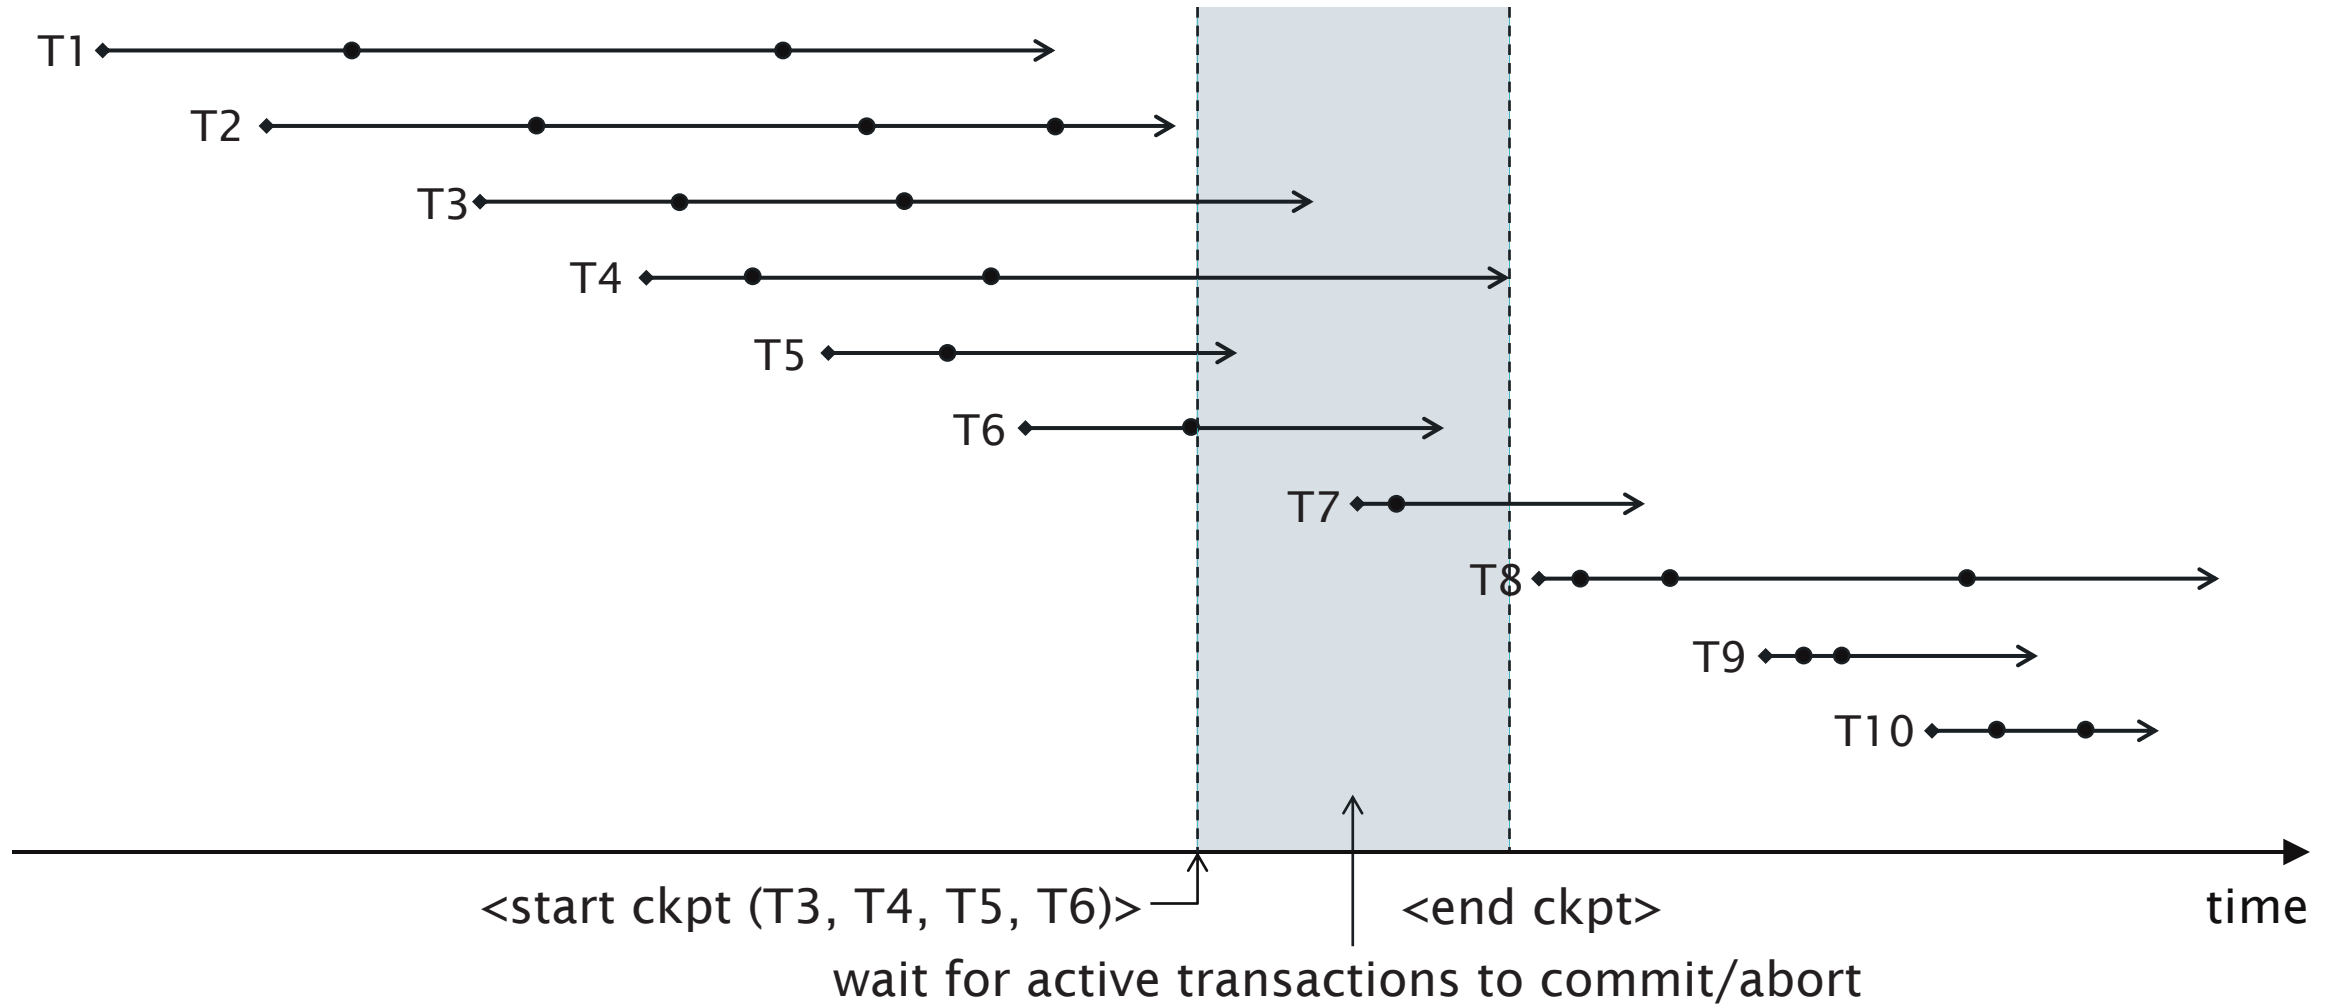 T1
T2
T3
T4
T5
T6
T7
T8
T9
T10
<start ckpt (T3, T4, T5, T6)>
<end ckpt>
time
wait for active transactions to commit/abort